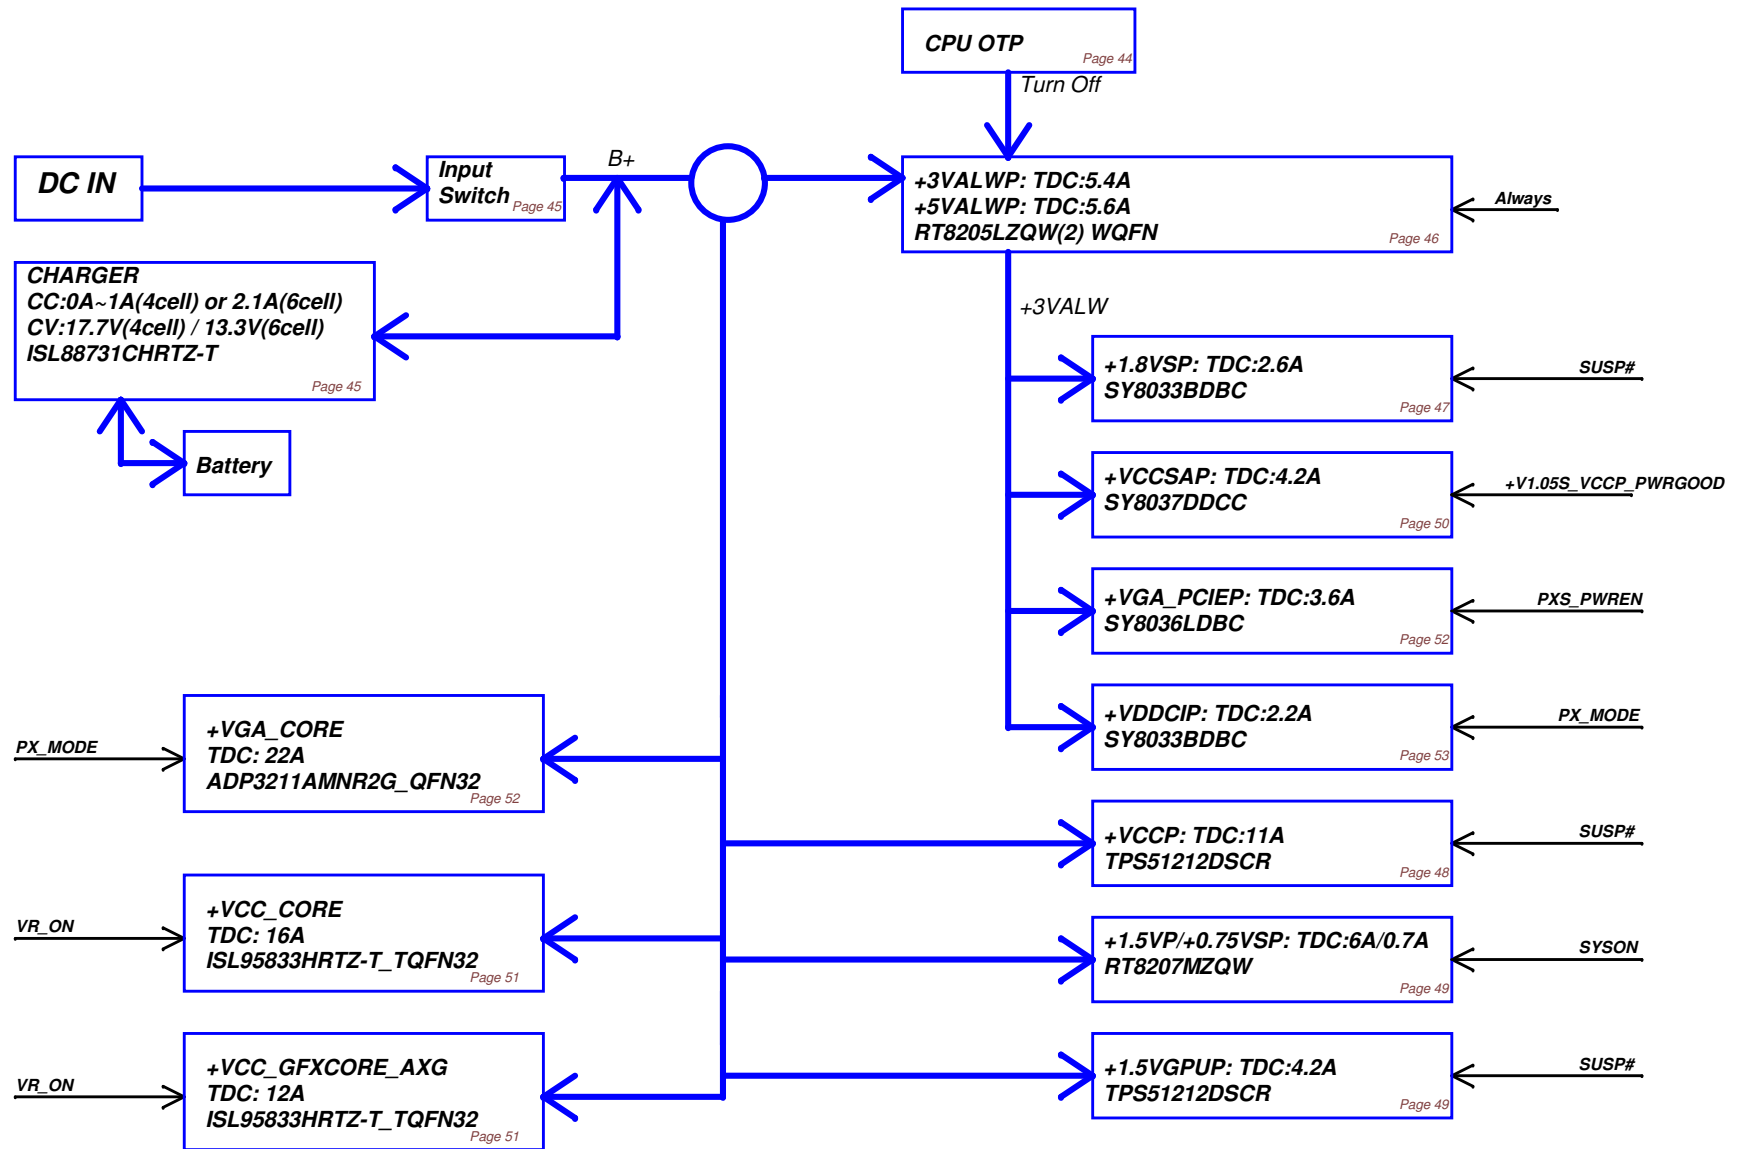 CPU OTP
Page 44
Turn Off
DC IN
Input
Switch
Page 45
B+
+3VALWP: TDC:5.4A
+5VALWP: TDC:5.6A
RT8205LZQW(2) WQFN
Page 46
Always
CHARGER
CC:0A~1A(4cell) or 2.1A(6cell)
CV:17.7V(4cell) / 13.3V(6cell)
ISL88731CHRTZ-T
Page 45
Battery
+3VALW
+1.8VSP: TDC:2.6A
SY8033BDBC
Page 47
SUSP#
+VCCSAP: TDC:4.2A
SY8037DDCC
Page 50
+V1.05S_VCCP_PWRGOOD
+VGA_PCIEP: TDC:3.6A
SY8036LDBC
Page 52
PXS_PWREN
+VDDCIP: TDC:2.2A
SY8033BDBC
Page 53
PX_MODE
PX_MODE
+VGA_CORE
TDC: 22A
ADP3211AMNR2G_QFN32
Page 52
+VCCP: TDC:11A
TPS51212DSCR
Page 48
SUSP#
VR_ON
+VCC_CORE
TDC: 16A
ISL95833HRTZ-T_TQFN32
Page 51
+1.5VP/+0.75VSP: TDC:6A/0.7A
RT8207MZQW
Page 49
SYSON
VR_ON
+VCC_GFXCORE_AXG
TDC: 12A
ISL95833HRTZ-T_TQFN32
Page 51
+1.5VGPUP: TDC:4.2A
TPS51212DSCR
Page 49
SUSP#